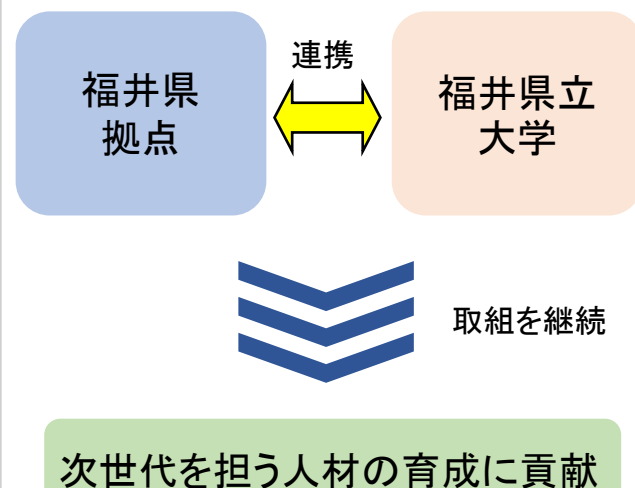 福井県
拠点
連携
福井県立
大学
取組を継続
次世代を担う人材の育成に貢献